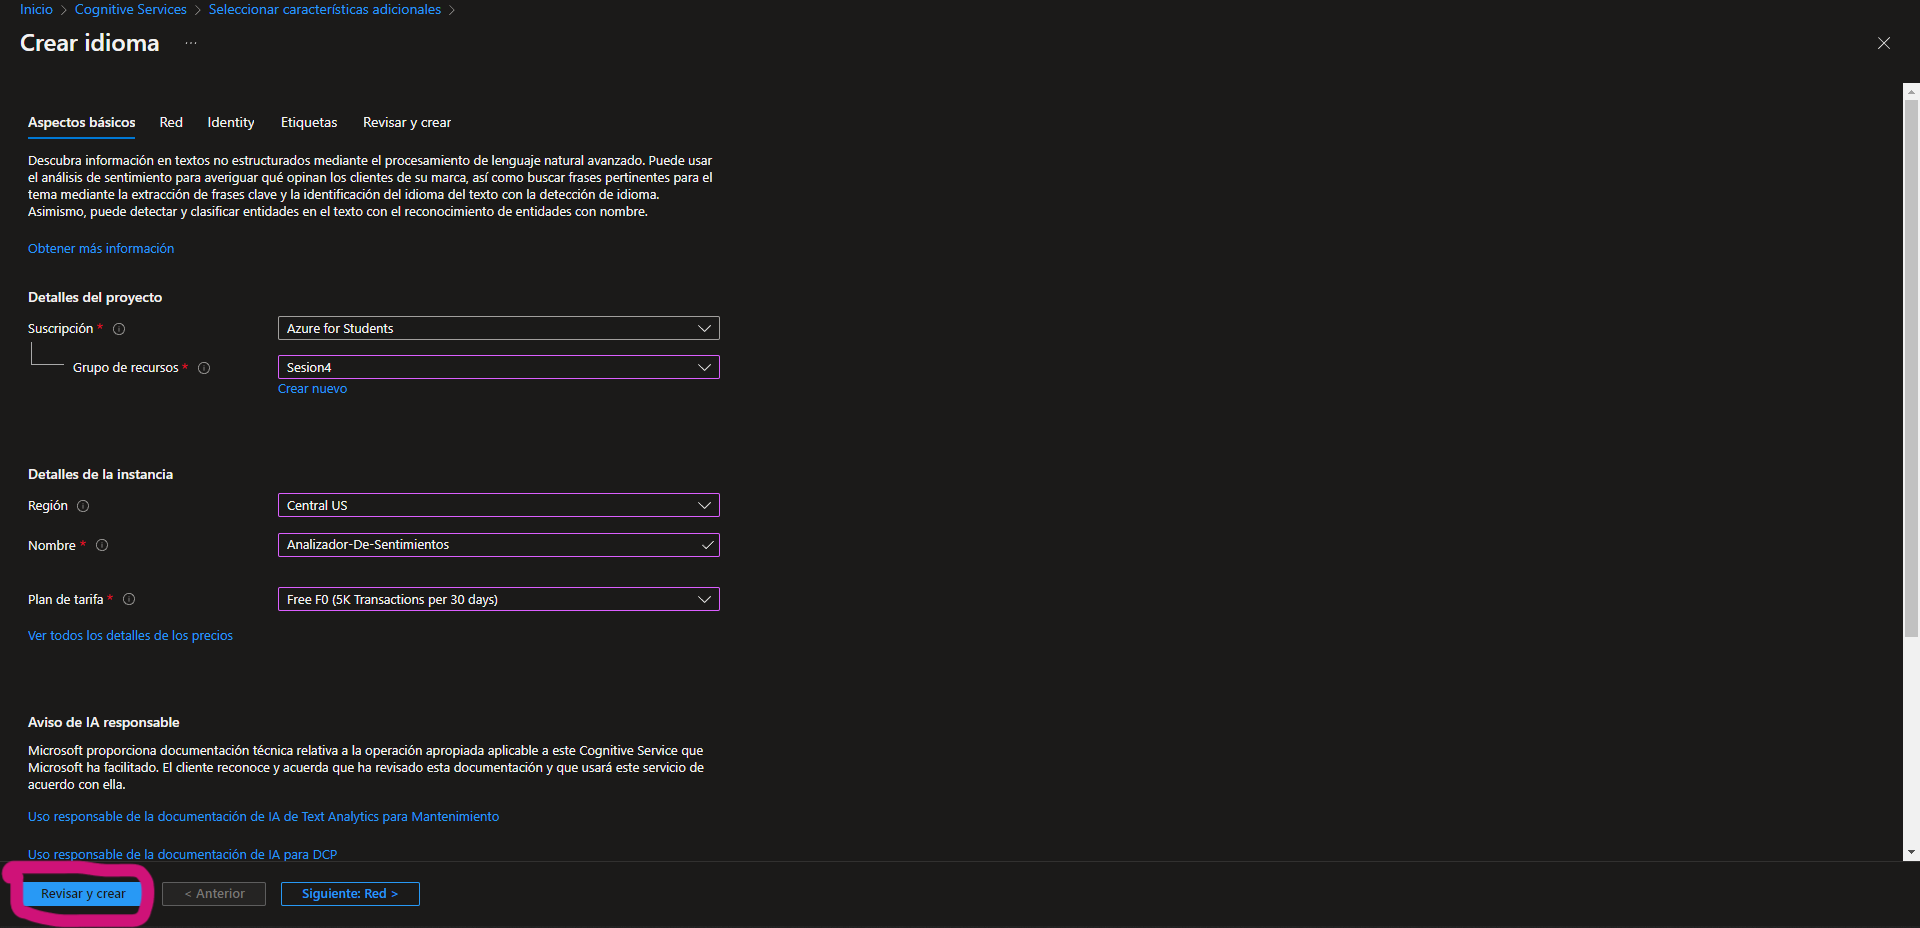 Inicio > Cognitive Services > Seleccionar características adicionales >
Crear idioma ...
Aspectos básicos Red Identity Etiquetas Revisar y crear
Descubra información en textos no estructurados mediante el procesamiento de lenguaje natural avanzado. Puede usar
el análisis de sentimiento para averiguar qué opinan los clientes de su marca, así como buscar frases pertinentes para el
tema mediante la extracción de frases clave y la identificación del idioma del texto con la detección de idioma.
Asimismo, puede detectar y clasificar entidades en el texto con el reconocimiento de entidades con nombre.
Obtener más información
Detalles del proyecto
Suscripción * Azure for Students
Grupo de recursos * Sesion4
Crear nuevo
Detalles de la instancia
Región Central US
Nombre * Analizador-De-Sentimientos
Plan de tarifa * Free F0 (5K Transactions per 30 days)
Ver todos los detalles de los precios
Aviso de IA responsable
Microsoft proporciona documentación técnica relativa a la operación apropiada aplicable a este Cognitive Service que
Microsoft ha facilitado. El cliente reconoce y acuerda que ha revisado esta documentación y que usará este servicio de
acuerdo con ella.
Uso responsable de la documentación de IA de Text Analytics para Mantenimiento
Uso responsable de la documentación de IA para DCP
Revisar y crear < Anterior Siguiente: Red >